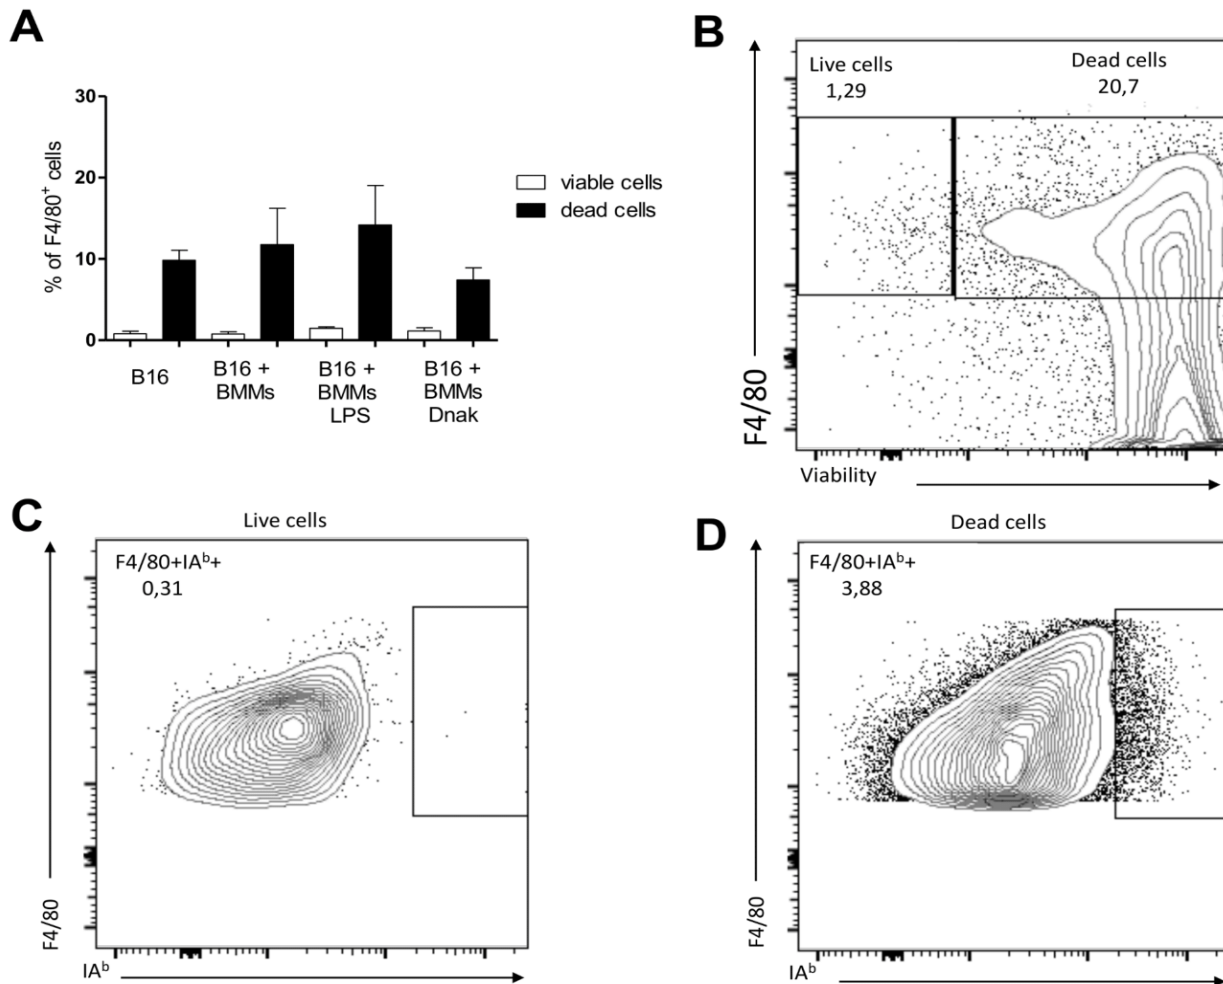 A
% of F4/80+ cells
30
20
10
0
B16
B16 +
BMMs
B16 +
BMMs
LPS
B16 +
BMMs
Dnak
viable cells
dead cells
B
Live cells
1,29
Dead cells
20,7
F4/80
Viability
C
Live cells
F4/80+IAb+
0,31
F4/80
IAb
D
Dead cells
F4/80+IAb+
3,88
F4/80
IAb